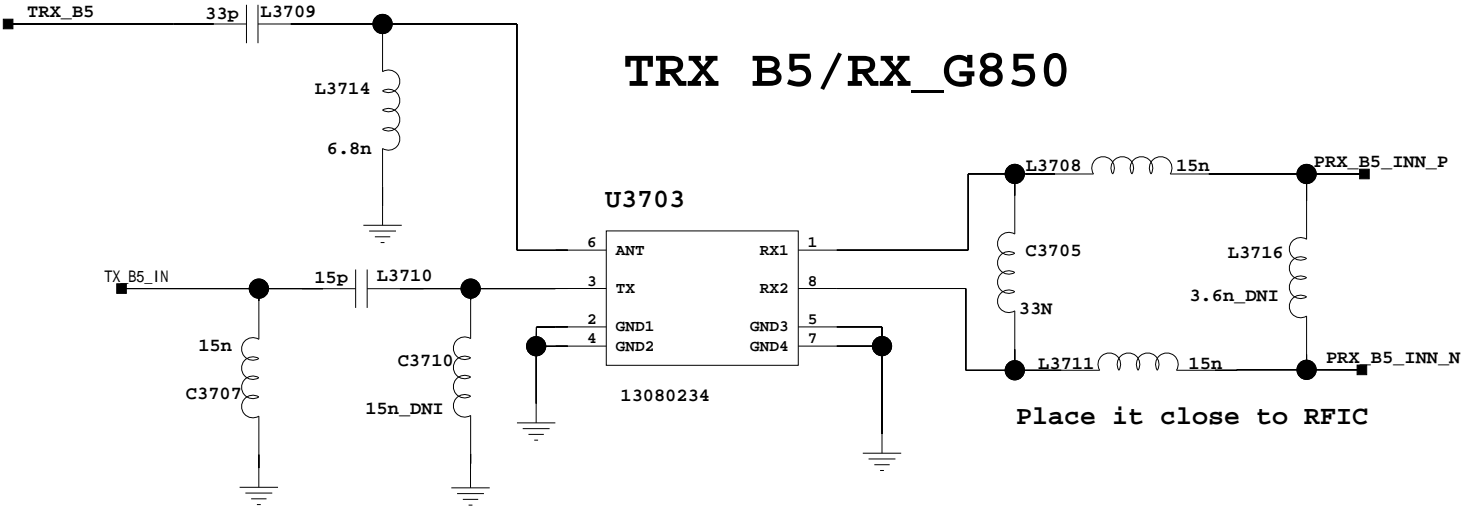 TRX_B5
33p
L3709
TRX B5/RX_G850
L3714
6.8n
L3708
15n
PRX_B5_INN_P
U3703
6
ANT
RX1
1
C3705
L3716
TX_B5_IN
15p
L3710
3
TX
RX2
8
3.6n_DNI
33N
2
GND1
GND3
5
15n
4
GND2
GND4
7
C3710
L3711
15n
PRX_B5_INN_N
C3707
15n_DNI
13080234
Place it close to RFIC